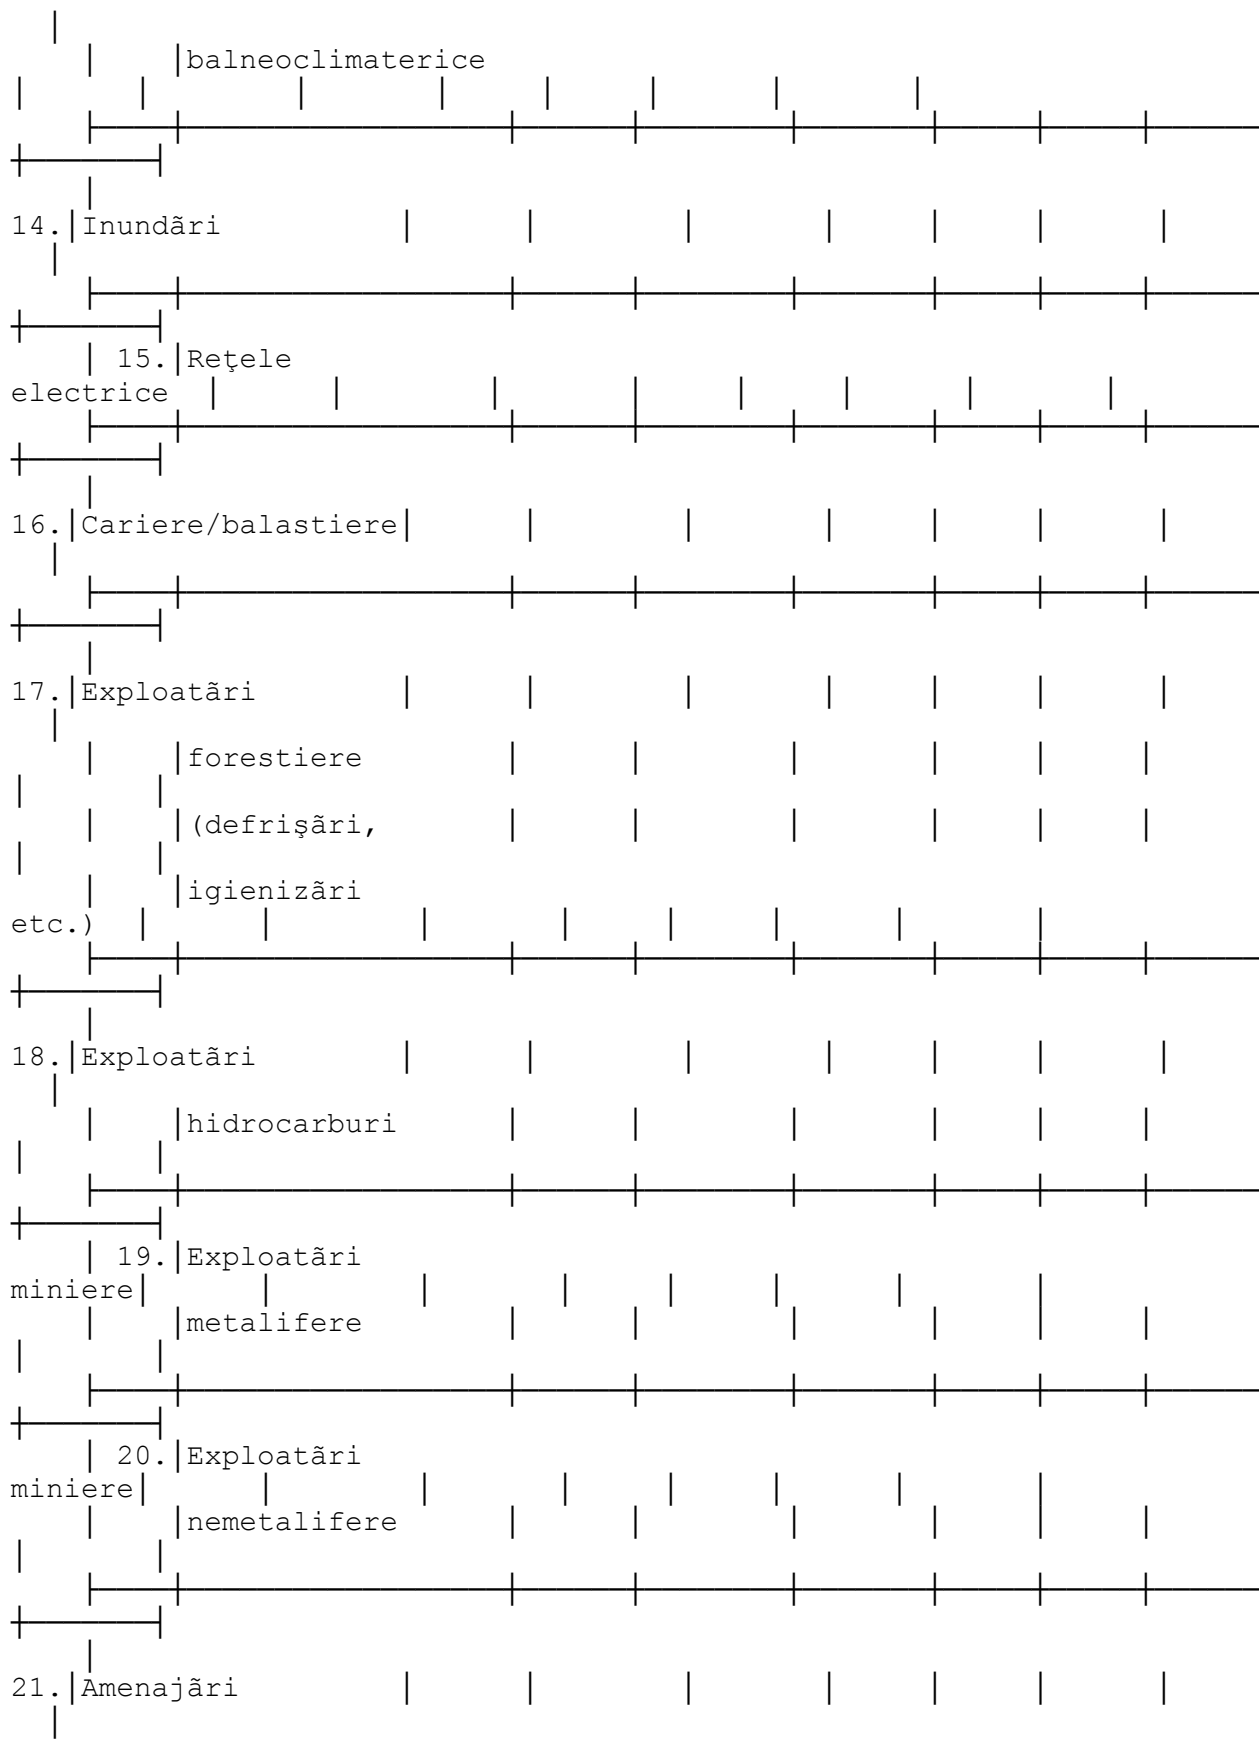 balneoclimaterice
14. Inundãri
15. Reţele
electrice
16. Cariere/balastiere
17. Exploatãri
forestiere
(defrişãri,
igienizãri
etc.)
18. Exploatãri
hidrocarburi
19. Exploatãri
miniere
metalifere
20. Exploatãri
miniere
nemetalifere
21. Amenajãri